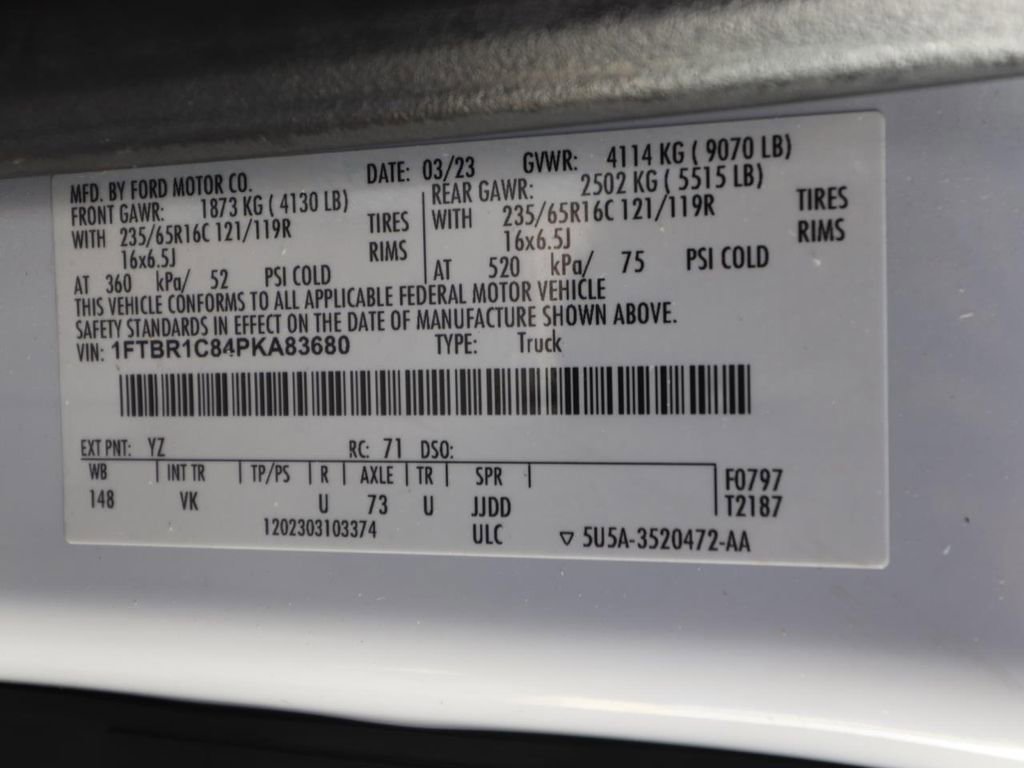 MFD. BY FORD MOTOR CO. DATE: 03/23 GVWR: 4114 KG ( 9070 LB)
FRONT GAWR: 1873 KG ( 4130 LB) REAR GAWR: 2502 KG ( 5515 LB)
WITH 235/65R16C 121/119R TIRES WITH 235/65R16C 121/119R TIRES
16x6.5J RIMS 16x6.5J RIMS
AT 360 kPa/ 52 PSI COLD AT 520 kPa/ 75 PSI COLD
THIS VEHICLE CONFORMS TO ALL APPLICABLE FEDERAL MOTOR VEHICLE
SAFETY STANDARDS IN EFFECT ON THE DATE OF MANUFACTURE SHOWN ABOVE.
VIN: 1FTBR1C84PKA83680 TYPE: Truck
EXT PNT: YZ RC: 71 DSO:
WB INT TR TP/PS R AXLE TR SPR F0797
148 VK U 73 U JJDD T2187
1202303103374 ULC ▽ 5U5A-3520472-AA